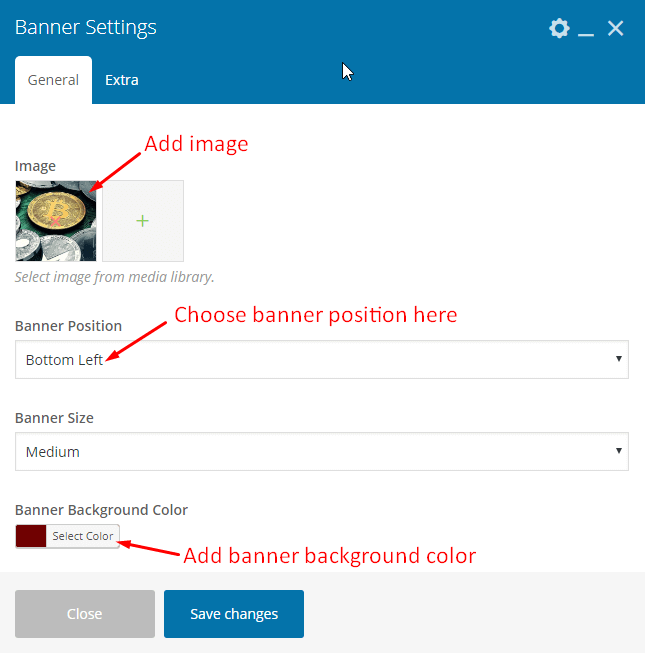 Banner Settings
General Extra
Add image
Image
+
Select image from media library.
Choose banner position here
Banner Position
Bottom Left
Banner Size
Medium
Banner Background Color
Select Color
Add banner background color
Close Save changes